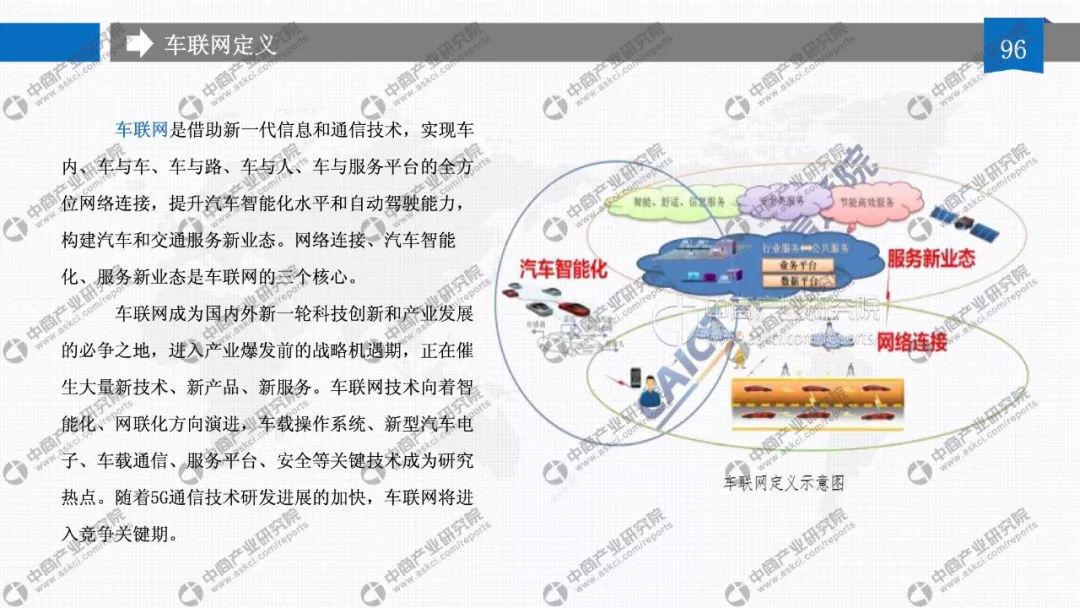 车联网定义
96
车联网是借助新一代信息和通信技术，实现车
内、车与车、车与路、车与人、车与服务平台的全方
位网络连接，提升汽车智能化水平和自动驾驶能力，
构建汽车和交通服务新业态。网络连接、汽车智能
化、服务新业态是车联网的三个核心。
车联网成为国内外新一轮科技创新和产业发展
的必争之地，进入产业爆发前的战略机遇期，正在催
生大量新技术、新产品、新服务。车联网技术向着智
能化、网联化方向演进，车载操作系统、新型汽车电
子、车载通信、服务平台、安全等关键技术成为研究
热点。随着5G通信技术研发进展的加快，车联网将进
入竞争关键期。
智能、舒适、信息服务
安全类服务
节能高效服务
行业服务
公共服务
业务平台
数据平台
汽车智能化
服务新业态
网络连接
传感器
车联网定义示意图
CAICT
中商产业研究院
www.askci.com/reports